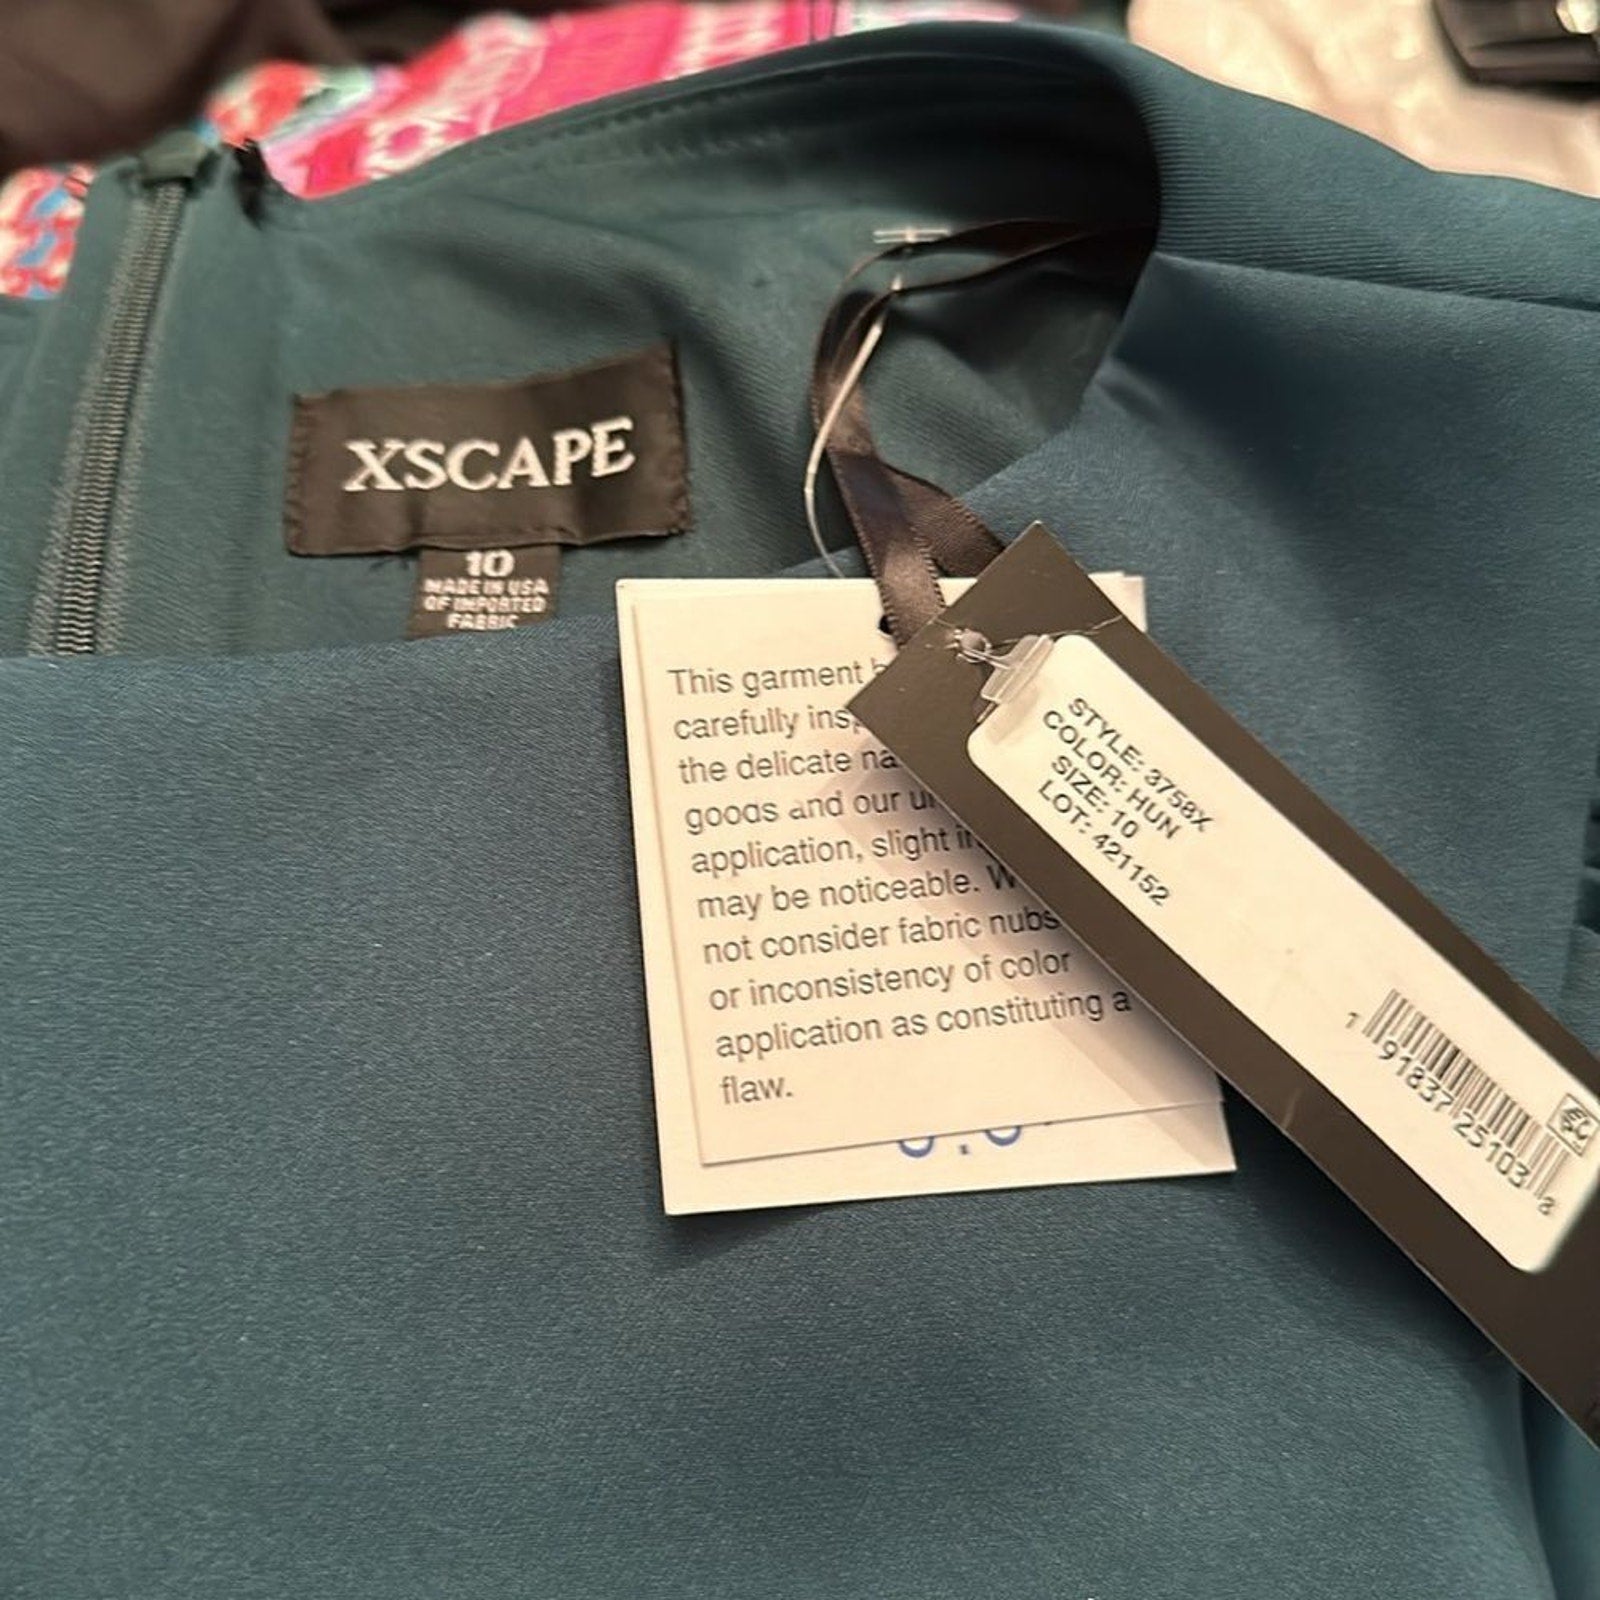 XSCAPE
10
MADE IN USA
OF IMPORTED
FABRIC
This garment
carefully
the delicate
goods and our
application, slight
may be noticeable.
not consider fabric nubs
or inconsistency of color
application as constituting a
flaw.
STYLE: 3758X
COLOR: HUN
SIZE: 10
LOT: 421152
1 91837 25103 8